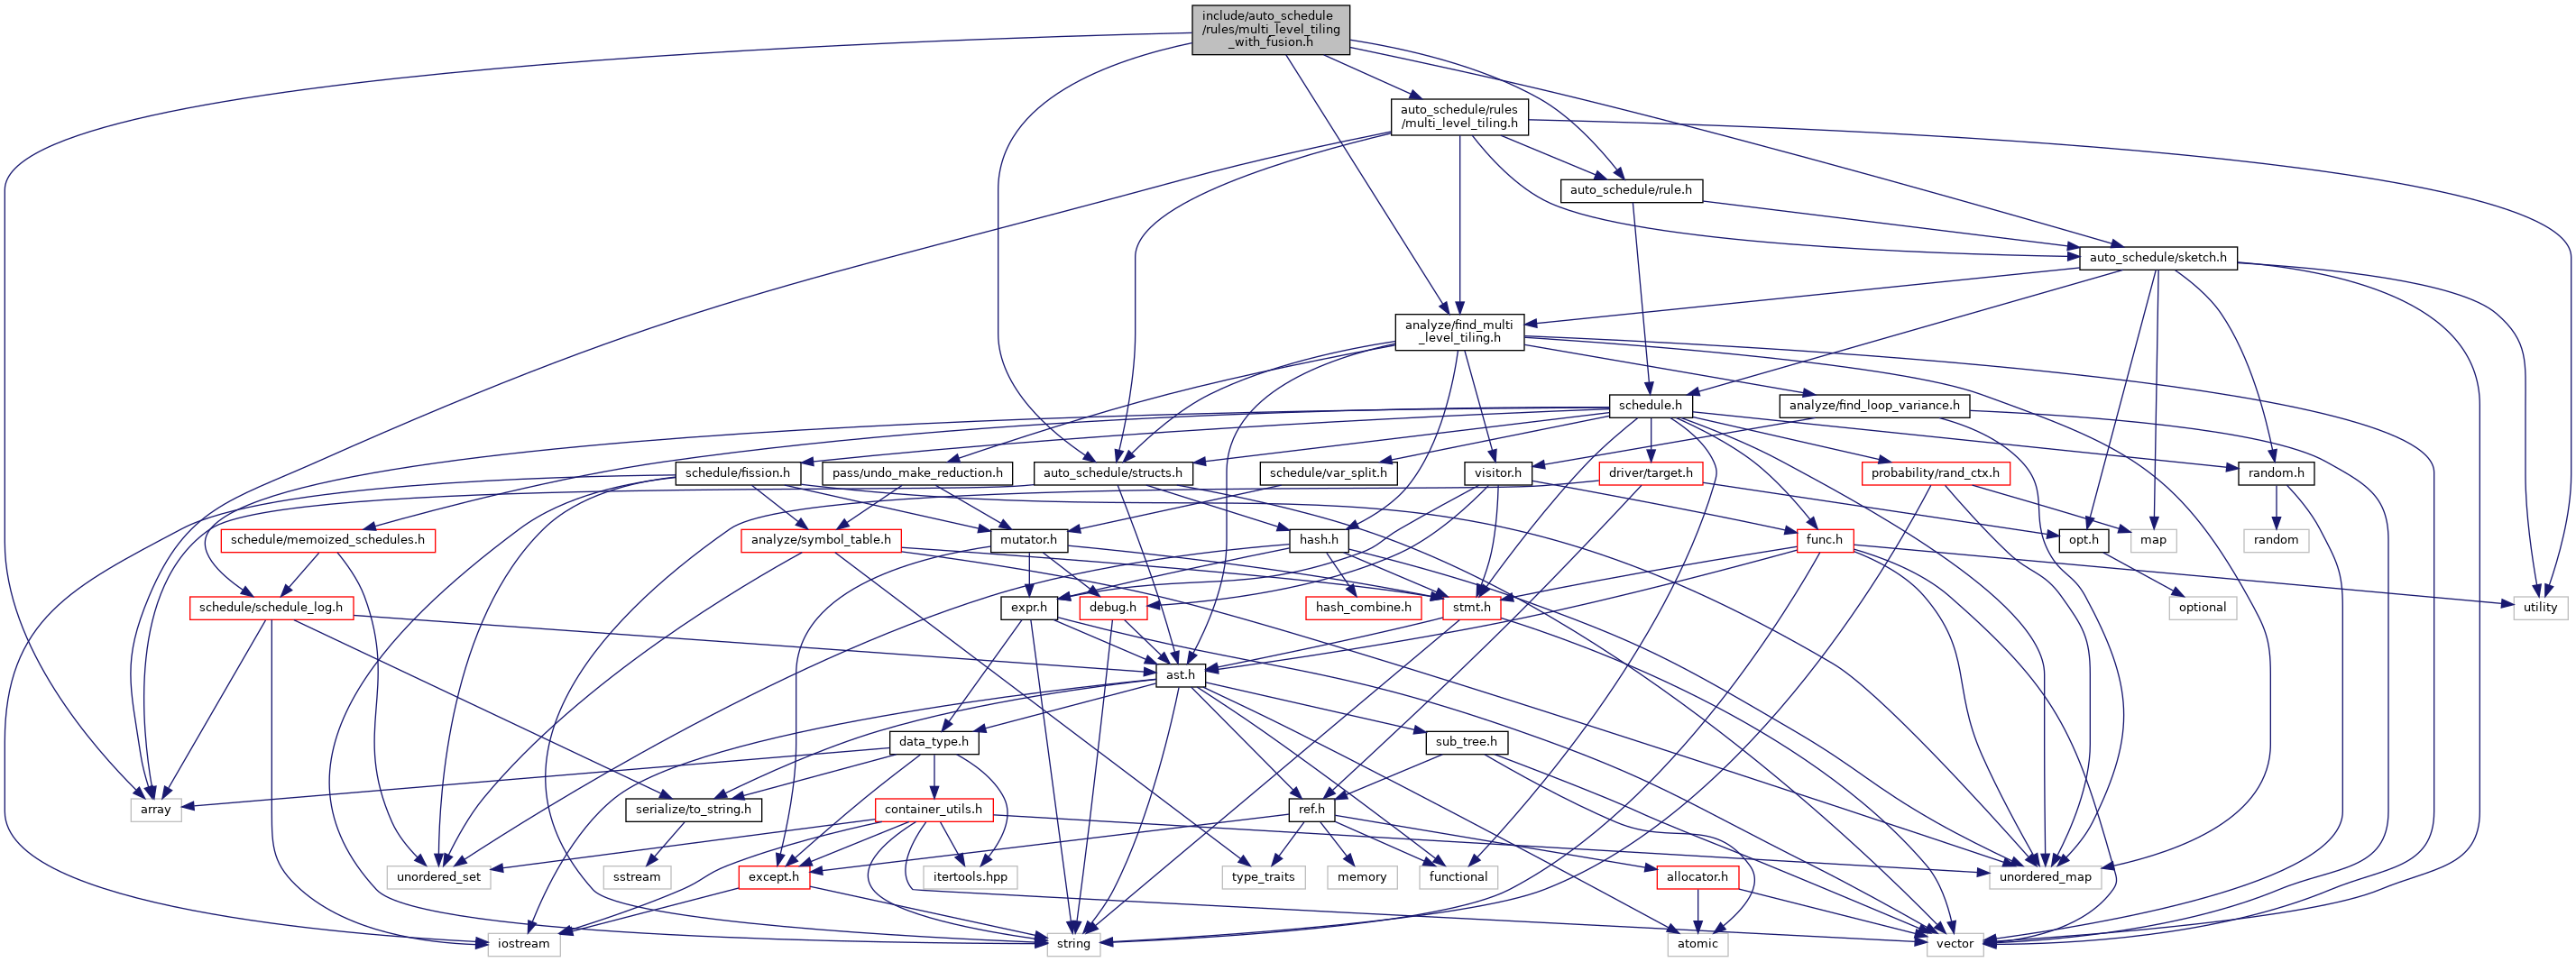 include/auto_schedule
/rules/multi_level_tiling
_with_fusion.h
auto_schedule/rules
/multi_level_tiling.h
auto_schedule/rule.h
auto_schedule/sketch.h
analyze/find_multi
_level_tiling.h
schedule.h
analyze/find_loop_variance.h
schedule/fission.h
pass/undo_make_reduction.h
auto_schedule/structs.h
schedule/var_split.h
visitor.h
driver/target.h
probability/rand_ctx.h
random.h
schedule/memoized_schedules.h
analyze/symbol_table.h
mutator.h
hash.h
func.h
opt.h
map
random
schedule/schedule_log.h
expr.h
debug.h
hash_combine.h
stmt.h
optional
utility
ast.h
data_type.h
sub_tree.h
array
serialize/to_string.h
container_utils.h
ref.h
unordered_set
sstream
except.h
itertools.hpp
type_traits
memory
functional
allocator.h
unordered_map
iostream
string
atomic
vector